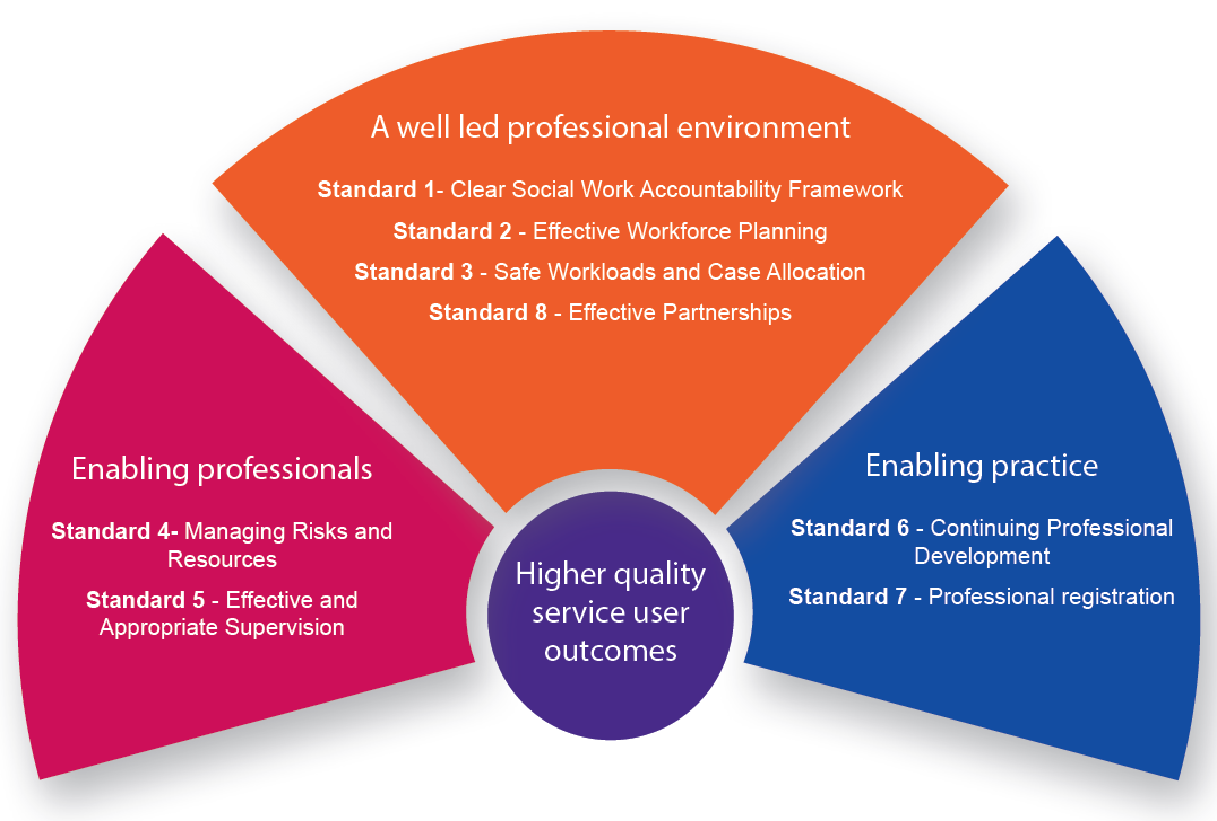 A well led professional environment
Standard 1- Clear Social Work Accountability Framework
Standard 2 - Effective Workforce Planning
Standard 3 - Safe Workloads and Case Allocation
Standard 8 - Effective Partnerships
Enabling professionals
Standard 4- Managing Risks and
Resources
Standard 5 - Effective and
Appropriate Supervision
Higher quality
service user
outcomes
Enabling practice
Standard 6 - Continuing Professional
Development
Standard 7 - Professional registration